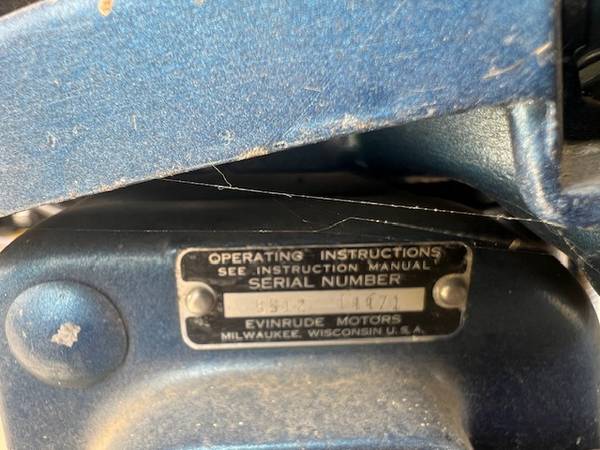 OPERATING INSTRUCTIONS
SEE INSTRUCTION MANUAL
SERIAL NUMBER
EVINRUDE MOTORS
MILWAUKEE, WISCONSIN U.S.A.